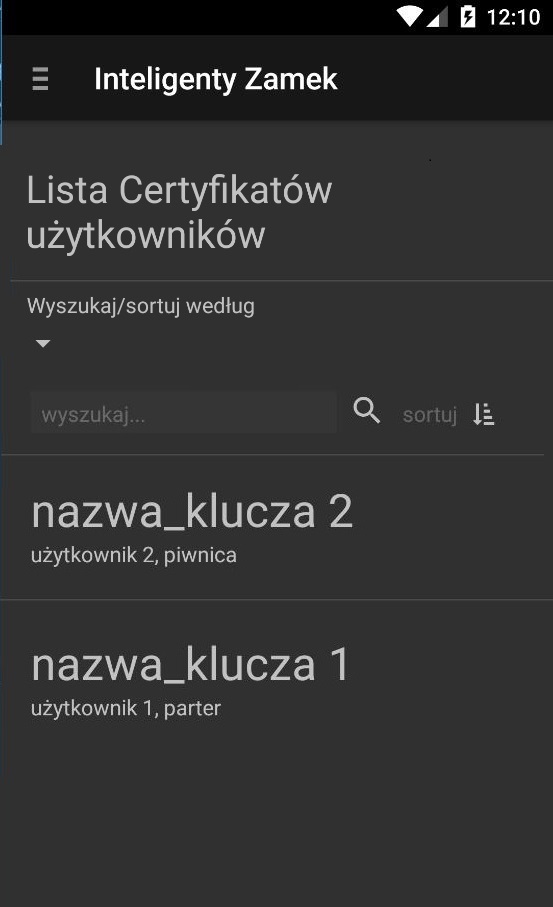 12:10
Inteligenty Zamek
Lista Certyfikatów
użytkowników
Wyszukaj/sortuj według
wyszukaj...
sortuj
nazwa_klucza 2
użytkownik 2, piwnica
nazwa_klucza 1
użytkownik 1, parter